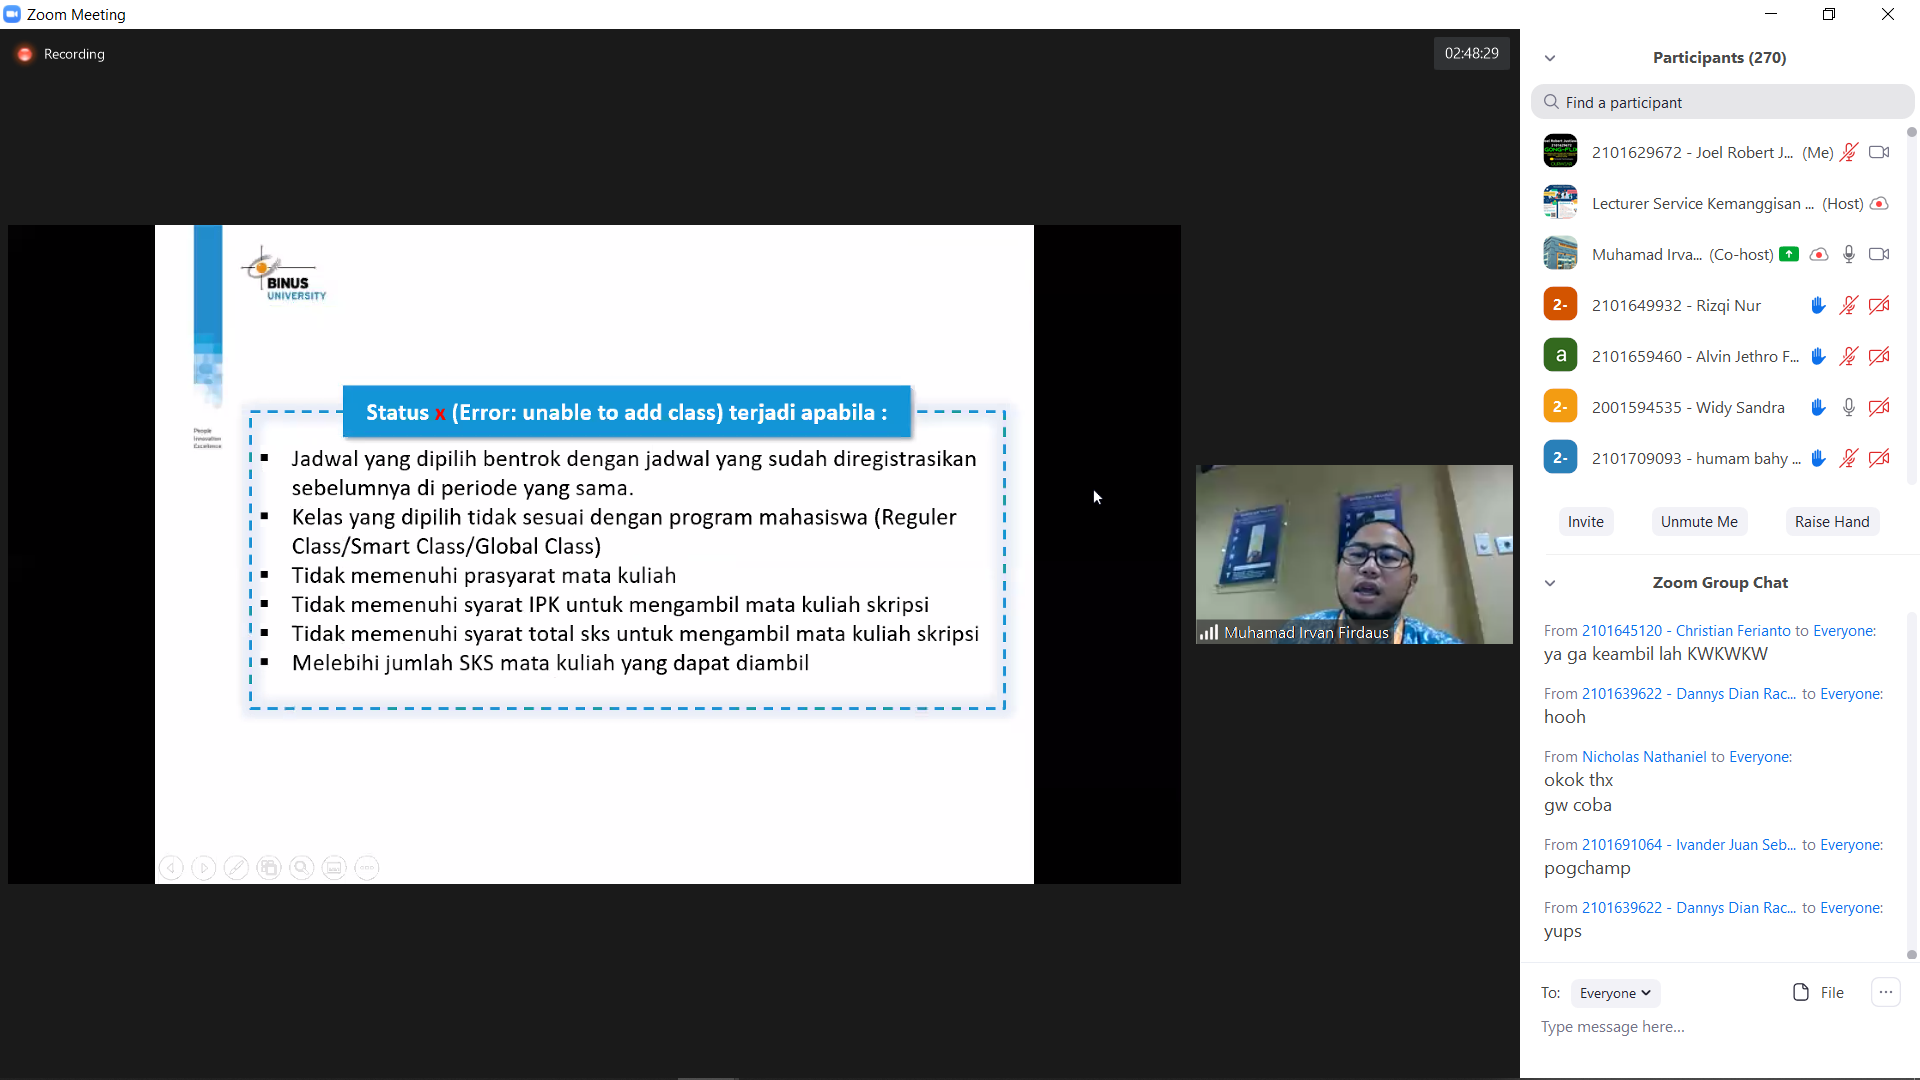 Zoom Meeting
Recording
02:48:29
BINUS
UNIVERSITY
People
Innovation
Excellence
Status x (Error: unable to add class) terjadi apabila :
▪ Jadwal yang dipilih bentrok dengan jadwal yang sudah diregistrasikan
sebelumnya di periode yang sama.
▪ Kelas yang dipilih tidak sesuai dengan program mahasiswa (Reguler
Class/Smart Class/Global Class)
▪ Tidak memenuhi prasyarat mata kuliah
▪ Tidak memenuhi syarat IPK untuk mengambil mata kuliah skripsi
▪ Tidak memenuhi syarat total sks untuk mengambil mata kuliah skripsi
▪ Melebihi jumlah SKS mata kuliah yang dapat diambil
Muhamad Irvan Firdaus
Participants (270)
Find a participant
2101629672 - Joel Robert J... (Me)
Lecturer Service Kemanggisan ... (Host)
Muhamad Irva... (Co-host)
2- 2101649932 - Rizqi Nur
a 2101659460 - Alvin Jethro F...
2- 2001594535 - Widy Sandra
2- 2101709093 - humam bahy ...
Invite Unmute Me Raise Hand
Zoom Group Chat
From 2101645120 - Christian Ferianto to Everyone:
ya ga keambil lah KWKWKW
From 2101639622 - Dannys Dian Rac... to Everyone:
hooh
From Nicholas Nathaniel to Everyone:
okok thx
gw coba
From 2101691064 - Ivander Juan Seb... to Everyone:
pogchamp
From 2101639622 - Dannys Dian Rac... to Everyone:
yups
To: Everyone File ...
Type message here...